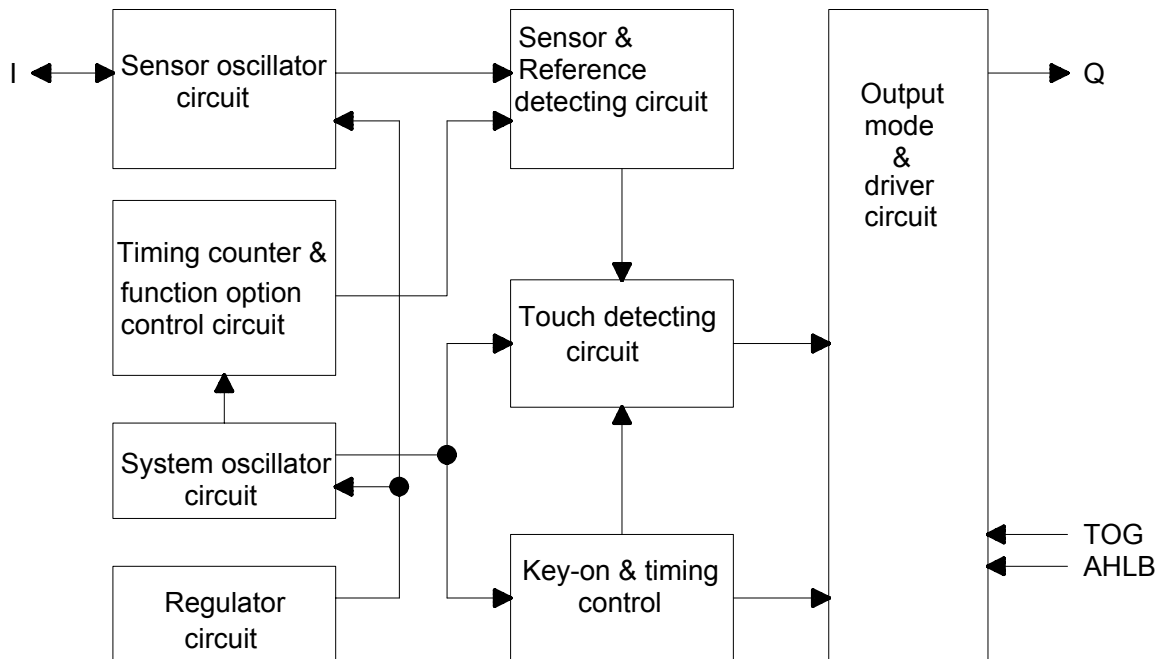 I
Sensor oscillator
circuit
Sensor &
Reference
detecting circuit
Output
mode
&
driver
circuit
Q
Timing counter &
function option
control circuit
Touch detecting
circuit
System oscillator
circuit
Regulator
circuit
Key-on & timing
control
TOG
AHLB